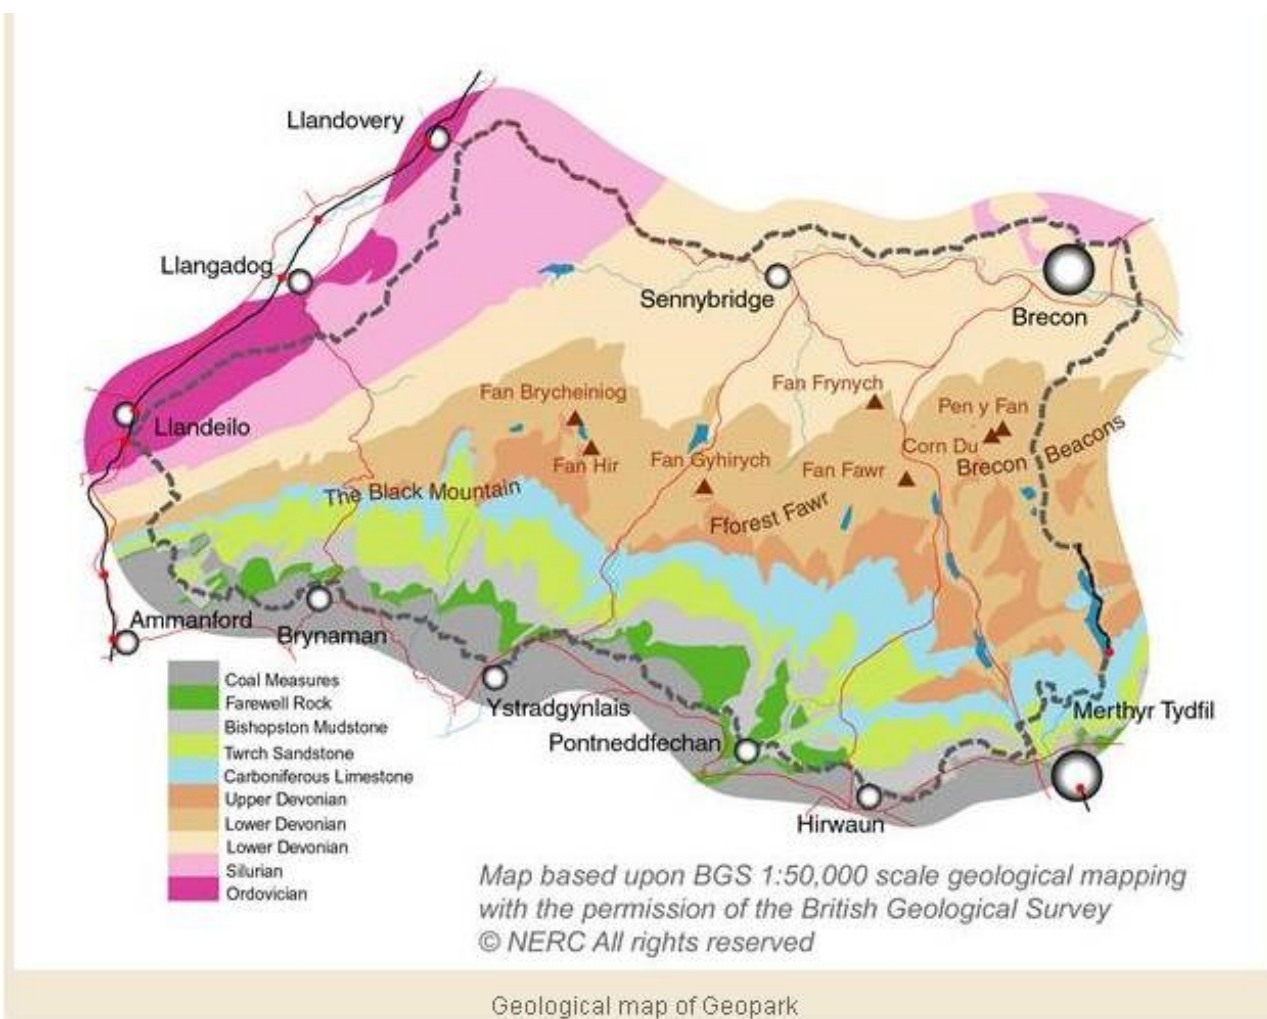 Llandovery
Llangadog
Sennybridge
Brecon
Fan Frynych
Fan Brycheiniog
Pen y Fan
Llandeilo
Corn Du
Beacons
Brecon
Fan Hir
Fan Gyhirych
Fan Fawr
The Black Mountain
Fforest Fawr
Ammanford
Brynaman
Ystradgynlais
Merthyr Tydfil
Pontneddfechan
Hirwaun
Coal Measures
Farewell Rock
Bishopston Mudstone
Twrch Sandstone
Carboniferous Limestone
Upper Devonian
Lower Devonian
Lower Devonian
Silurian
Ordovician
Map based upon BGS 1:50,000 scale geological mapping
with the permission of the British Geological Survey
© NERC All rights reserved
Geological map of Geopark